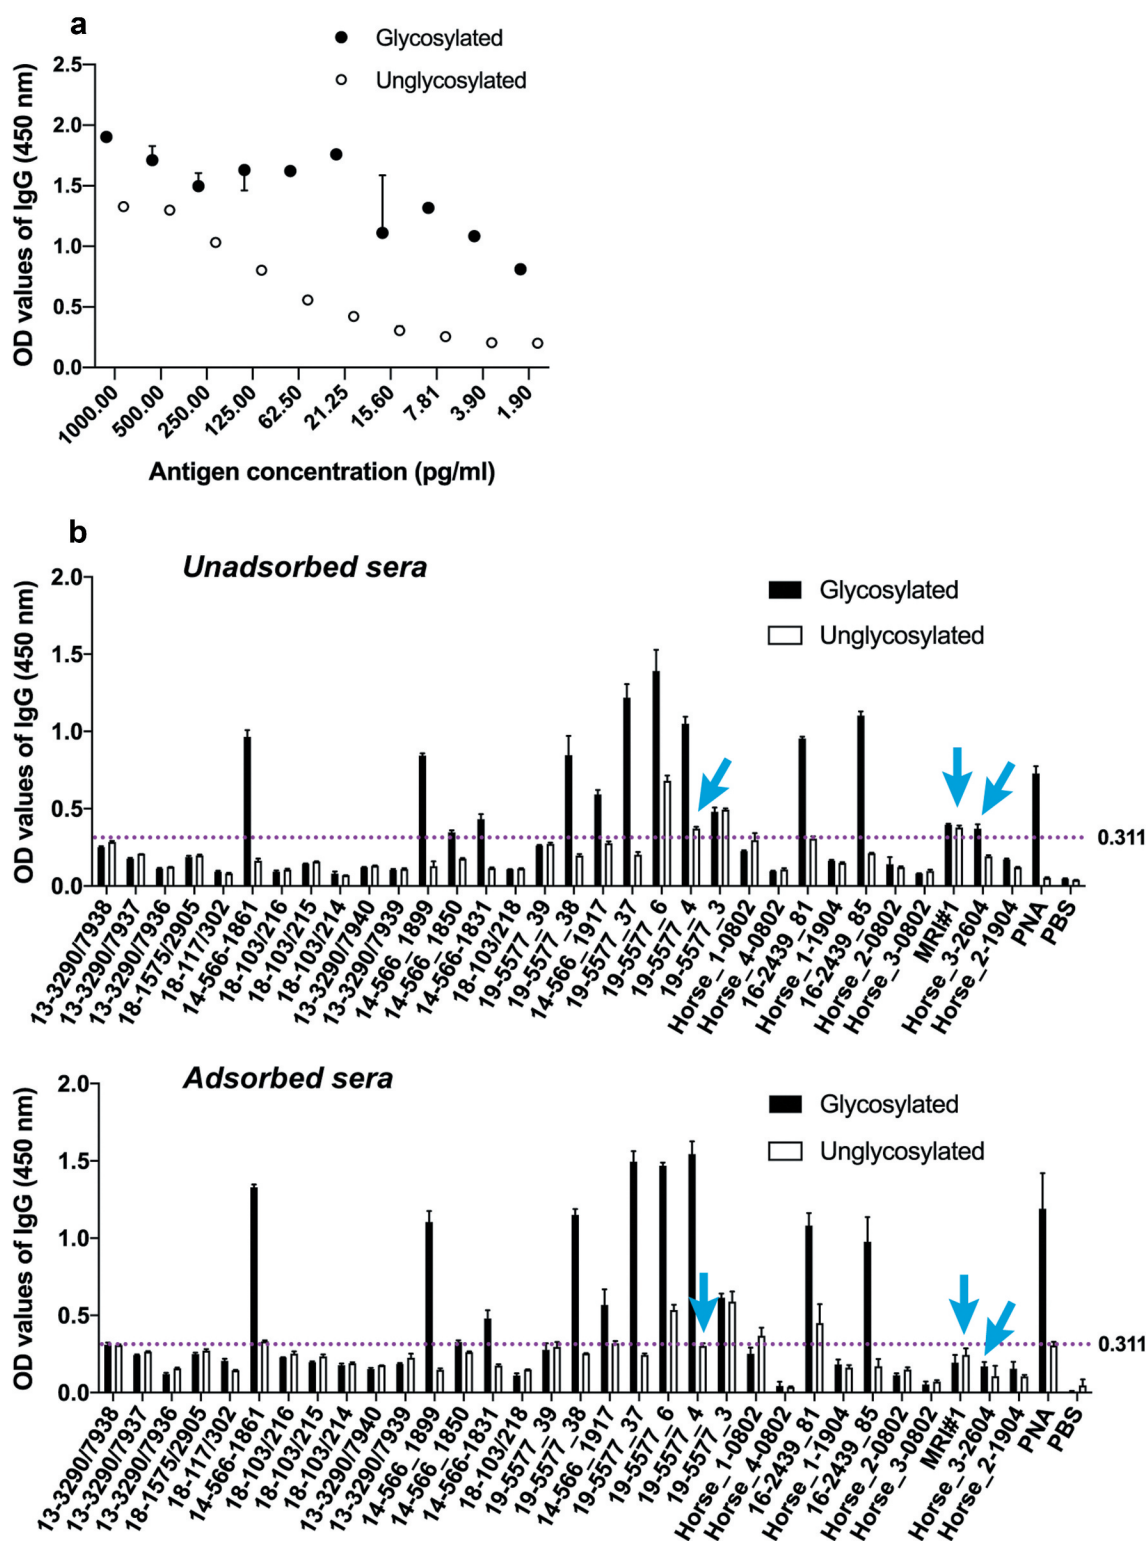 a
Glycosylated
Unglycosylated
OD values of IgG (450 nm)
2.5
2.0
1.5
1.0
0.5
0.0
1000.00
500.00
250.00
125.00
62.50
21.25
15.60
7.81
3.90
1.90
Antigen concentration (pg/ml)
b
Unadsorbed sera
Glycosylated
Unglycosylated
OD values of IgG (450 nm)
2.0
1.5
1.0
0.5
0.0
0.311
13-3290/7938
13-3290/7937
13-3290/7936
18-1575/2905
18-117/302
14-566-1861
18-103/216
18-103/215
18-103/214
13-3290/7940
13-3290/7939
14-566_1899
14-566_1850
14-566-1831
18-103/218
19-5577_39
19-5577_38
14-566_1917
19-5577_37
19-5577_6
19-5577_4
19-5577_3
Horse_1-0802
Horse_4-0802
16-2439_81
Horse_1-1904
16-2439_85
Horse_2-0802
Horse_3-0802
MRI#1
Horse_3-2604
Horse_2-1904
PNA
PBS
Adsorbed sera
Glycosylated
Unglycosylated
OD values of IgG (450 nm)
2.0
1.5
1.0
0.5
0.0
0.311
13-3290/7938
13-3290/7937
13-3290/7936
18-1575/2905
18-117/302
14-566-1861
18-103/216
18-103/215
18-103/214
13-3290/7940
13-3290/7939
14-566_1899
14-566_1850
14-566-1831
18-103/218
19-5577_39
19-5577_38
14-566_1917
19-5577_37
19-5577_6
19-5577_4
19-5577_3
Horse_1-0802
Horse_4-0802
16-2439_81
Horse_1-1904
16-2439_85
Horse_2-0802
Horse_3-0802
MRI#1
Horse_3-2604
Horse_2-1904
PNA
PBS